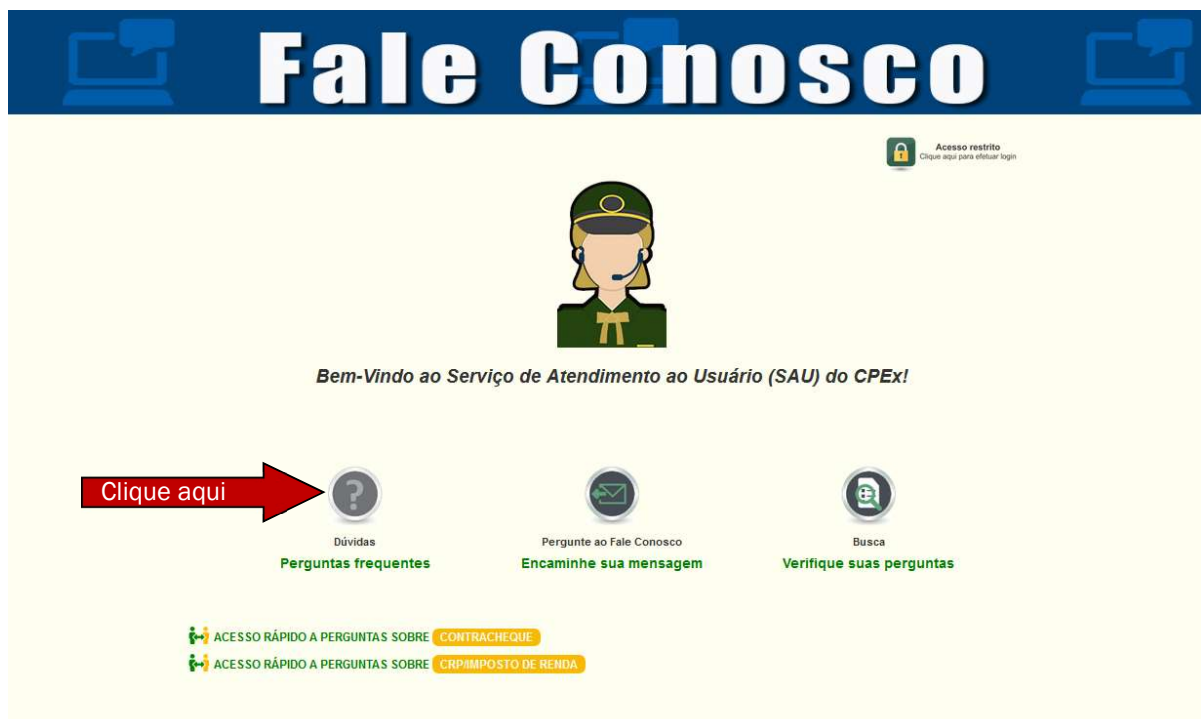 Fale Conosco
Acesso restrito
Clique aqui para efetuar login
Bem-Vindo ao Serviço de Atendimento ao Usuário (SAU) do CPEx!
Clique aqui
?
Dúvidas
Perguntas frequentes
Pergunte ao Fale Conosco
Encaminhe sua mensagem
Busca
Verifique suas perguntas
ACESSO RÁPIDO A PERGUNTAS SOBRE CONTRACHEQUE
ACESSO RÁPIDO A PERGUNTAS SOBRE CRP/IMPOSTO DE RENDA